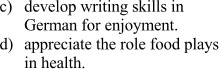 c) develop writing skills in
German for enjoyment.
d) appreciate the role food plays
in health.